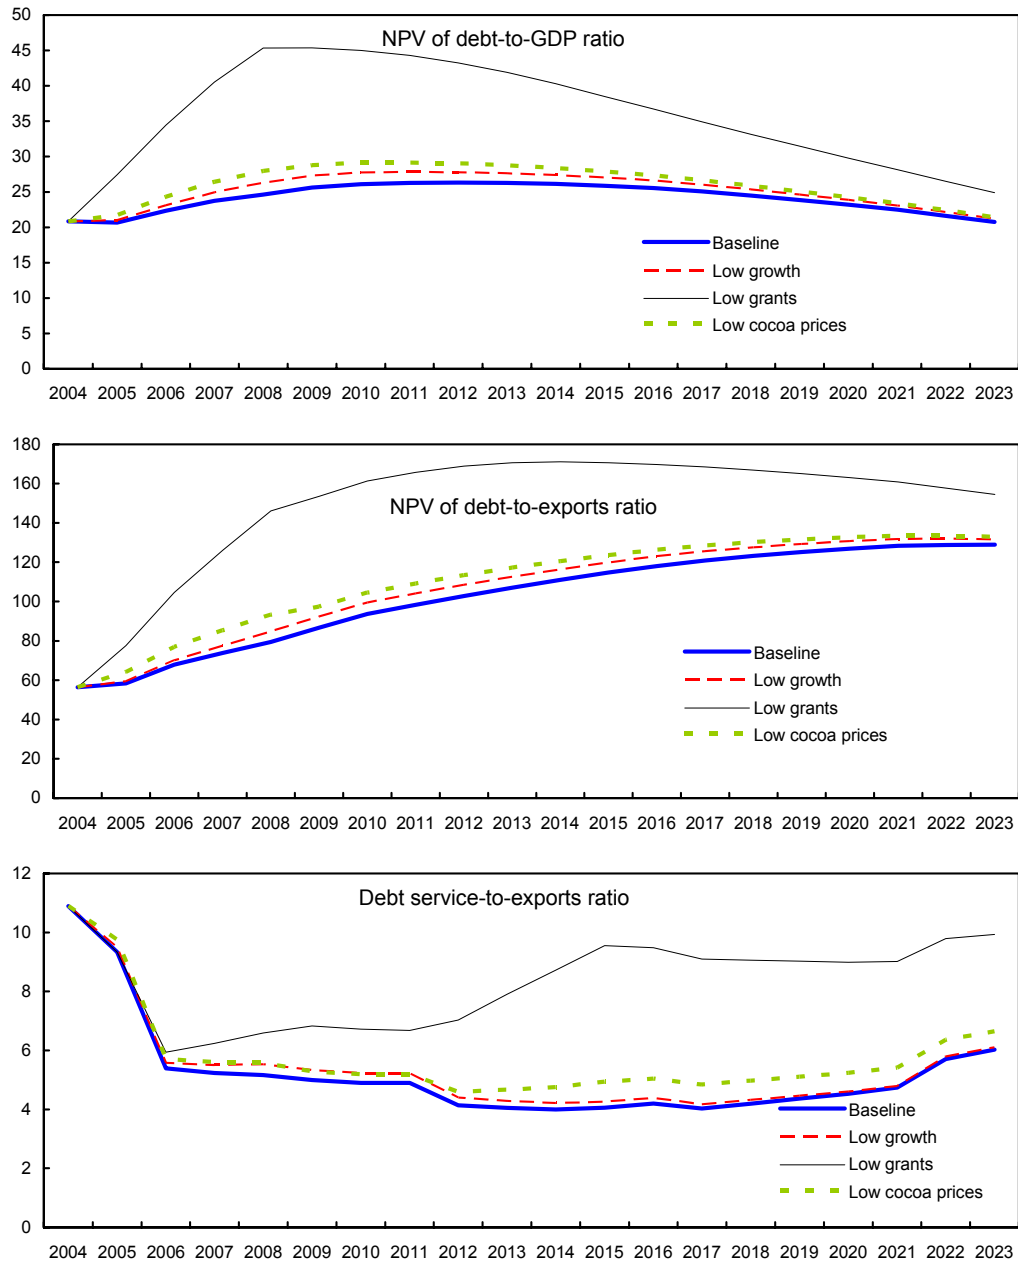 NPV of debt-to-GDP ratio
50
45
40
35
30
25
20
15
10
5
0
Baseline
Low growth
Low grants
Low cocoa prices
2004 2005 2006 2007 2008 2009 2010 2011 2012 2013 2014 2015 2016 2017 2018 2019 2020 2021 2022 2023
NPV of debt-to-exports ratio
180
160
140
120
100
80
60
40
20
0
Baseline
Low growth
Low grants
Low cocoa prices
2004 2005 2006 2007 2008 2009 2010 2011 2012 2013 2014 2015 2016 2017 2018 2019 2020 2021 2022 2023
Debt service-to-exports ratio
12
10
8
6
4
2
0
Baseline
Low growth
Low grants
Low cocoa prices
2004 2005 2006 2007 2008 2009 2010 2011 2012 2013 2014 2015 2016 2017 2018 2019 2020 2021 2022 2023